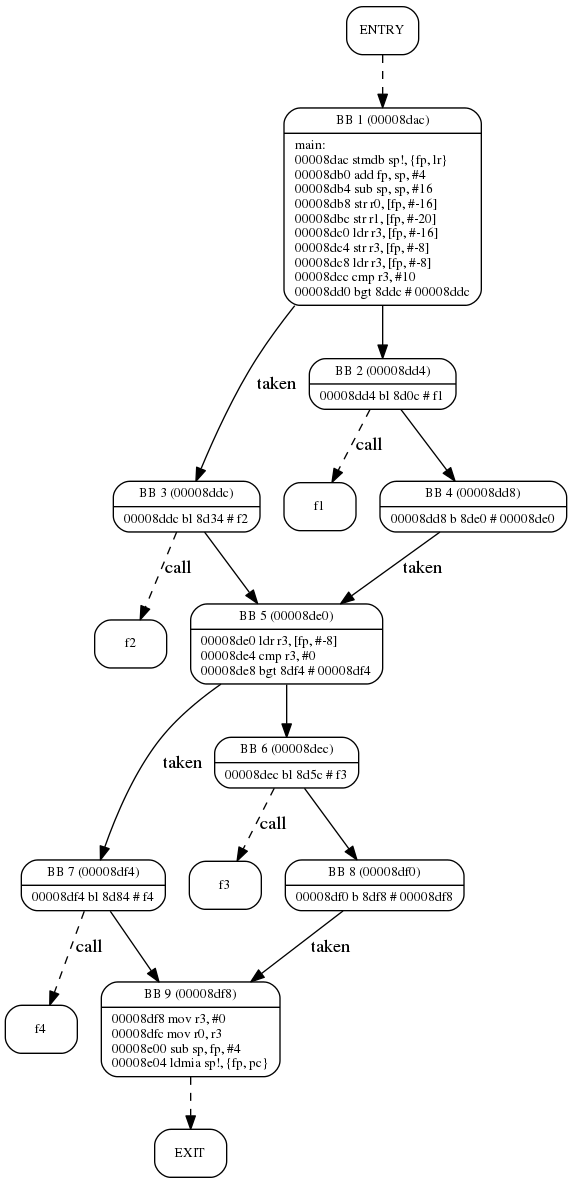 ENTRY
BB 1 (00008dac)
main:
00008dac stmdb sp!, {fp, lr}
00008db0 add fp, sp, #4
00008db4 sub sp, sp, #16
00008db8 str r0, [fp, #-16]
00008dbc str r1, [fp, #-20]
00008dc0 ldr r3, [fp, #-16]
00008dc4 str r3, [fp, #-8]
00008dc8 ldr r3, [fp, #-8]
00008dcc cmp r3, #10
00008dd0 bgt 8ddc # 00008ddc
taken
BB 2 (00008dd4)
00008dd4 bl 8d0c # f1
call
BB 3 (00008ddc)
00008ddc bl 8d34 # f2
f1
BB 4 (00008dd8)
00008dd8 b 8de0 # 00008de0
call
taken
f2
BB 5 (00008de0)
00008de0 ldr r3, [fp, #-8]
00008de4 cmp r3, #0
00008de8 bgt 8df4 # 00008df4
taken
BB 6 (00008dec)
00008dec bl 8d5c # f3
call
BB 7 (00008df4)
00008df4 bl 8d84 # f4
f3
BB 8 (00008df0)
00008df0 b 8df8 # 00008df8
call
taken
f4
BB 9 (00008df8)
00008df8 mov r3, #0
00008dfc mov r0, r3
00008e00 sub sp, fp, #4
00008e04 ldmia sp!, {fp, pc}
EXIT